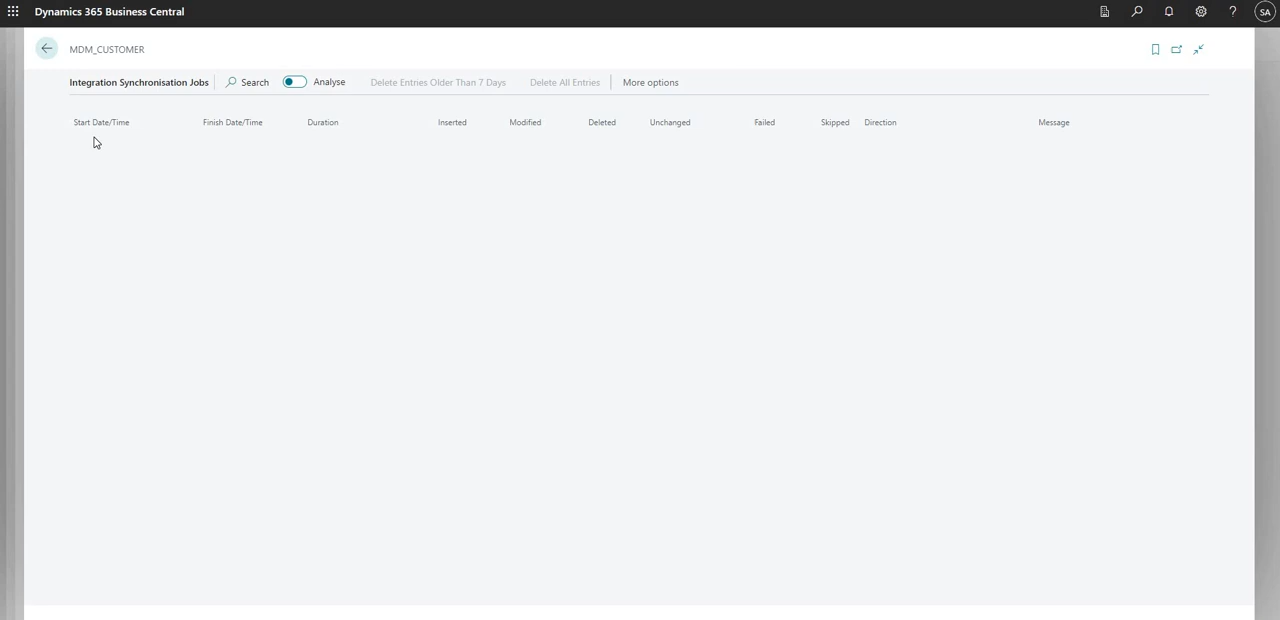 Dynamics 365 Business Central
SA
MDM_CUSTOMER
Integration Synchronisation Jobs Search Analyse Delete Entries Older Than 7 Days Delete All Entries More options
Start Date/Time Finish Date/Time Duration Inserted Modified Deleted Unchanged Failed Skipped Direction Message